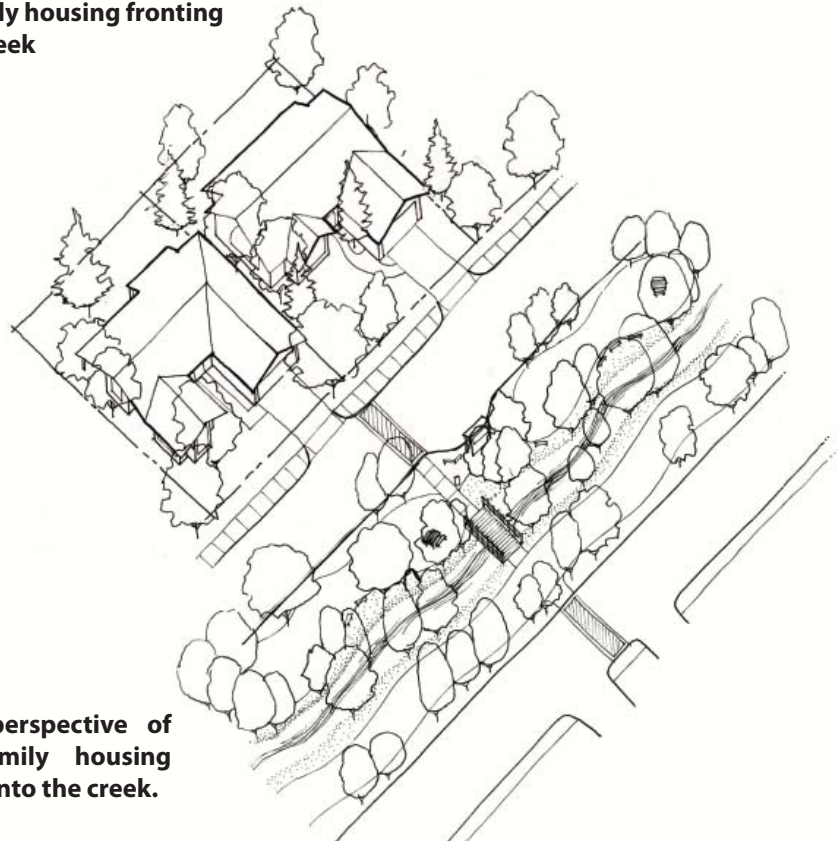 ly housing fronting
eek
perspective of
mily housing
nto the creek.